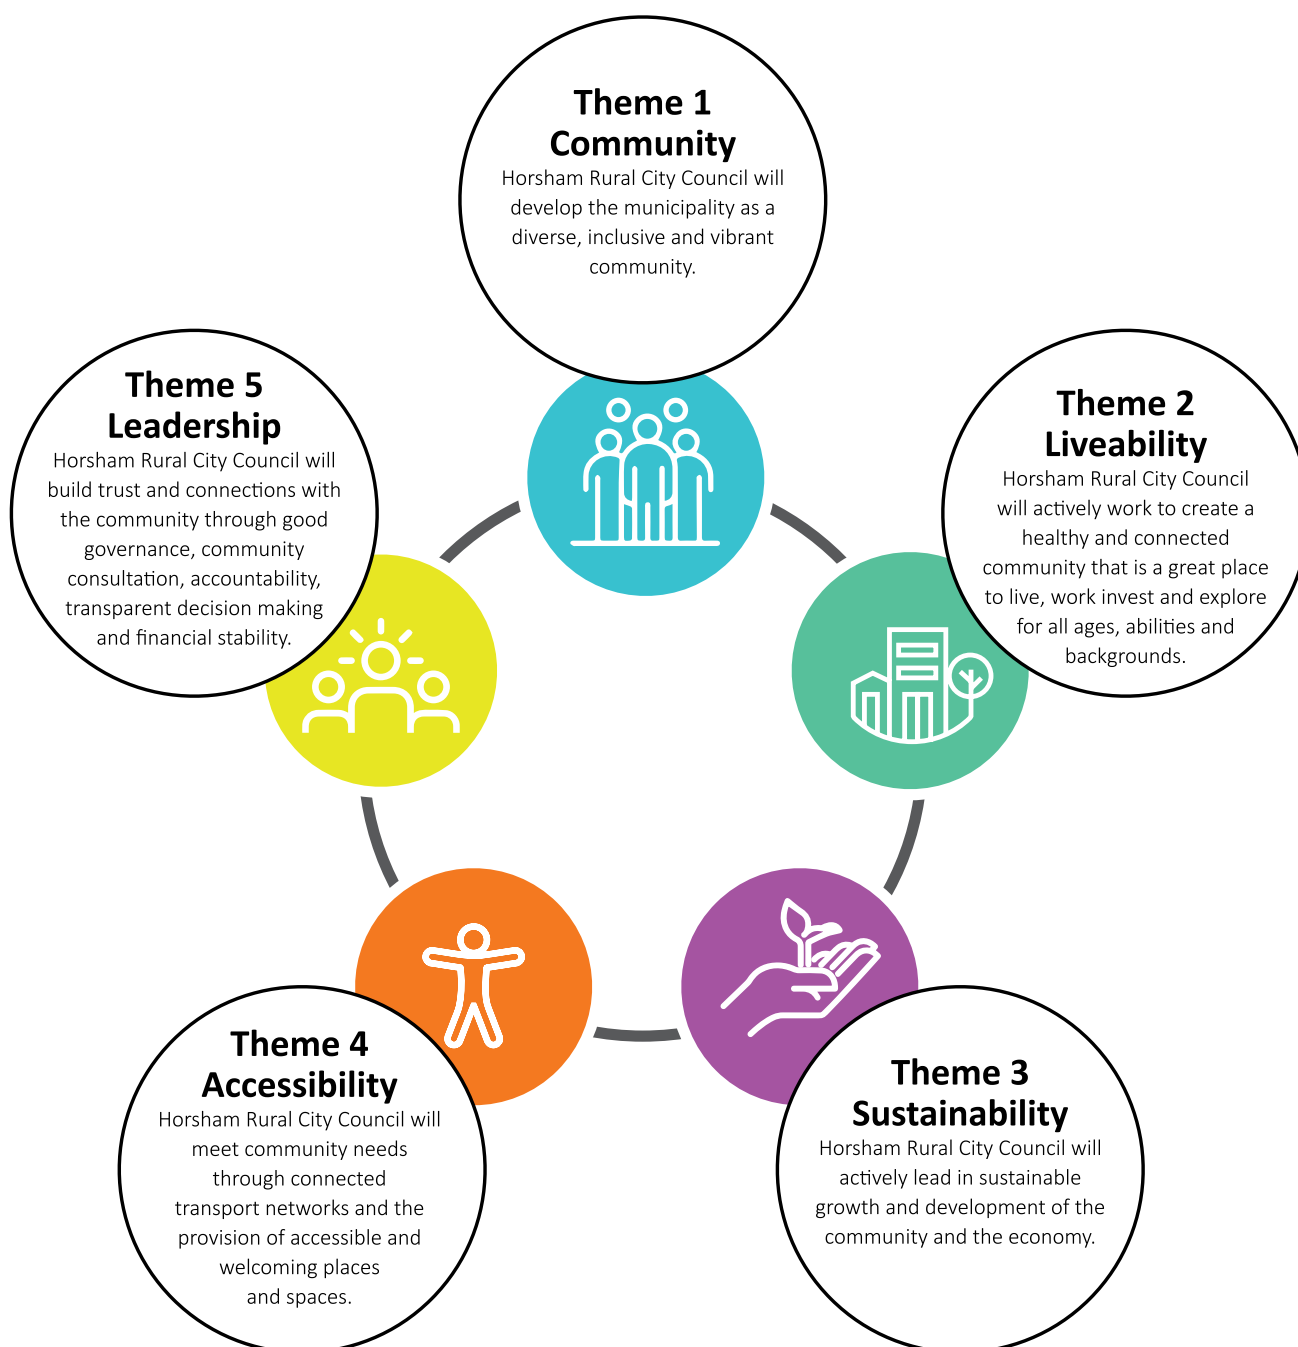 Theme 1
Community
Horsham Rural City Council will
develop the municipality as a
diverse, inclusive and vibrant
community.
Theme 2
Liveability
Horsham Rural City Council
will actively work to create a
healthy and connected
community that is a great place
to live, work invest and explore
for all ages, abilities and
backgrounds.
Theme 3
Sustainability
Horsham Rural City Council will
actively lead in sustainable
growth and development of the
community and the economy.
Theme 4
Accessibility
Horsham Rural City Council will
meet community needs
through connected
transport networks and the
provision of accessible and
welcoming places
and spaces.
Theme 5
Leadership
Horsham Rural City Council will
build trust and connections with
the community through good
governance, community
consultation, accountability,
transparent decision making
and financial stability.